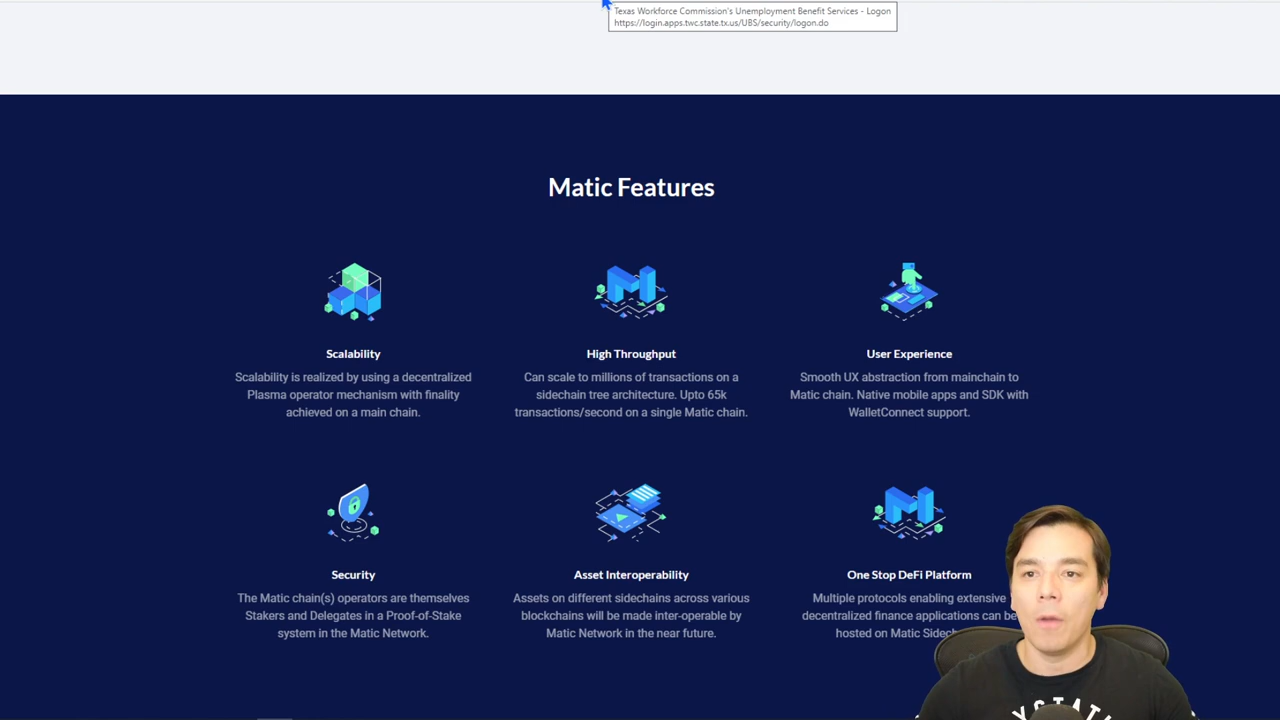 Texas Workforce Commission's Unemployment Benefit Services - Logon
https://login.apps.twc.state.tx.us/UBS/security/logon.do
Matic Features
Scalability
Scalability is realized by using a decentralized
Plasma operator mechanism with finality
achieved on a main chain.
High Throughput
Can scale to millions of transactions on a
sidechain tree architecture. Upto 65k
transactions/second on a single Matic chain.
User Experience
Smooth UX abstraction from mainchain to
Matic chain. Native mobile apps and SDK with
WalletConnect support.
Security
The Matic chain(s) operators are themselves
Stakers and Delegates in a Proof-of-Stake
system in the Matic Network.
Asset Interoperability
Assets on different sidechains across various
blockchains will be made inter-operable by
Matic Network in the near future.
One Stop DeFi Platform
Multiple protocols enabling extensive
decentralized finance applications can be
hosted on Matic